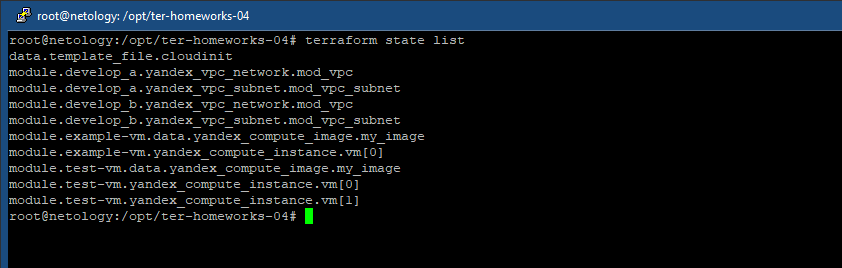 root@netology: /opt/ter-homeworks-04
root@netology:/opt/ter-homeworks-04# terraform state list
data.template_file.cloudinit
module.develop_a.yandex_vpc_network.mod_vpc
module.develop_a.yandex_vpc_subnet.mod_vpc_subnet
module.develop_b.yandex_vpc_network.mod_vpc
module.develop_b.yandex_vpc_subnet.mod_vpc_subnet
module.example-vm.data.yandex_compute_image.my_image
module.example-vm.yandex_compute_instance.vm[0]
module.test-vm.data.yandex_compute_image.my_image
module.test-vm.yandex_compute_instance.vm[0]
module.test-vm.yandex_compute_instance.vm[1]
root@netology:/opt/ter-homeworks-04#